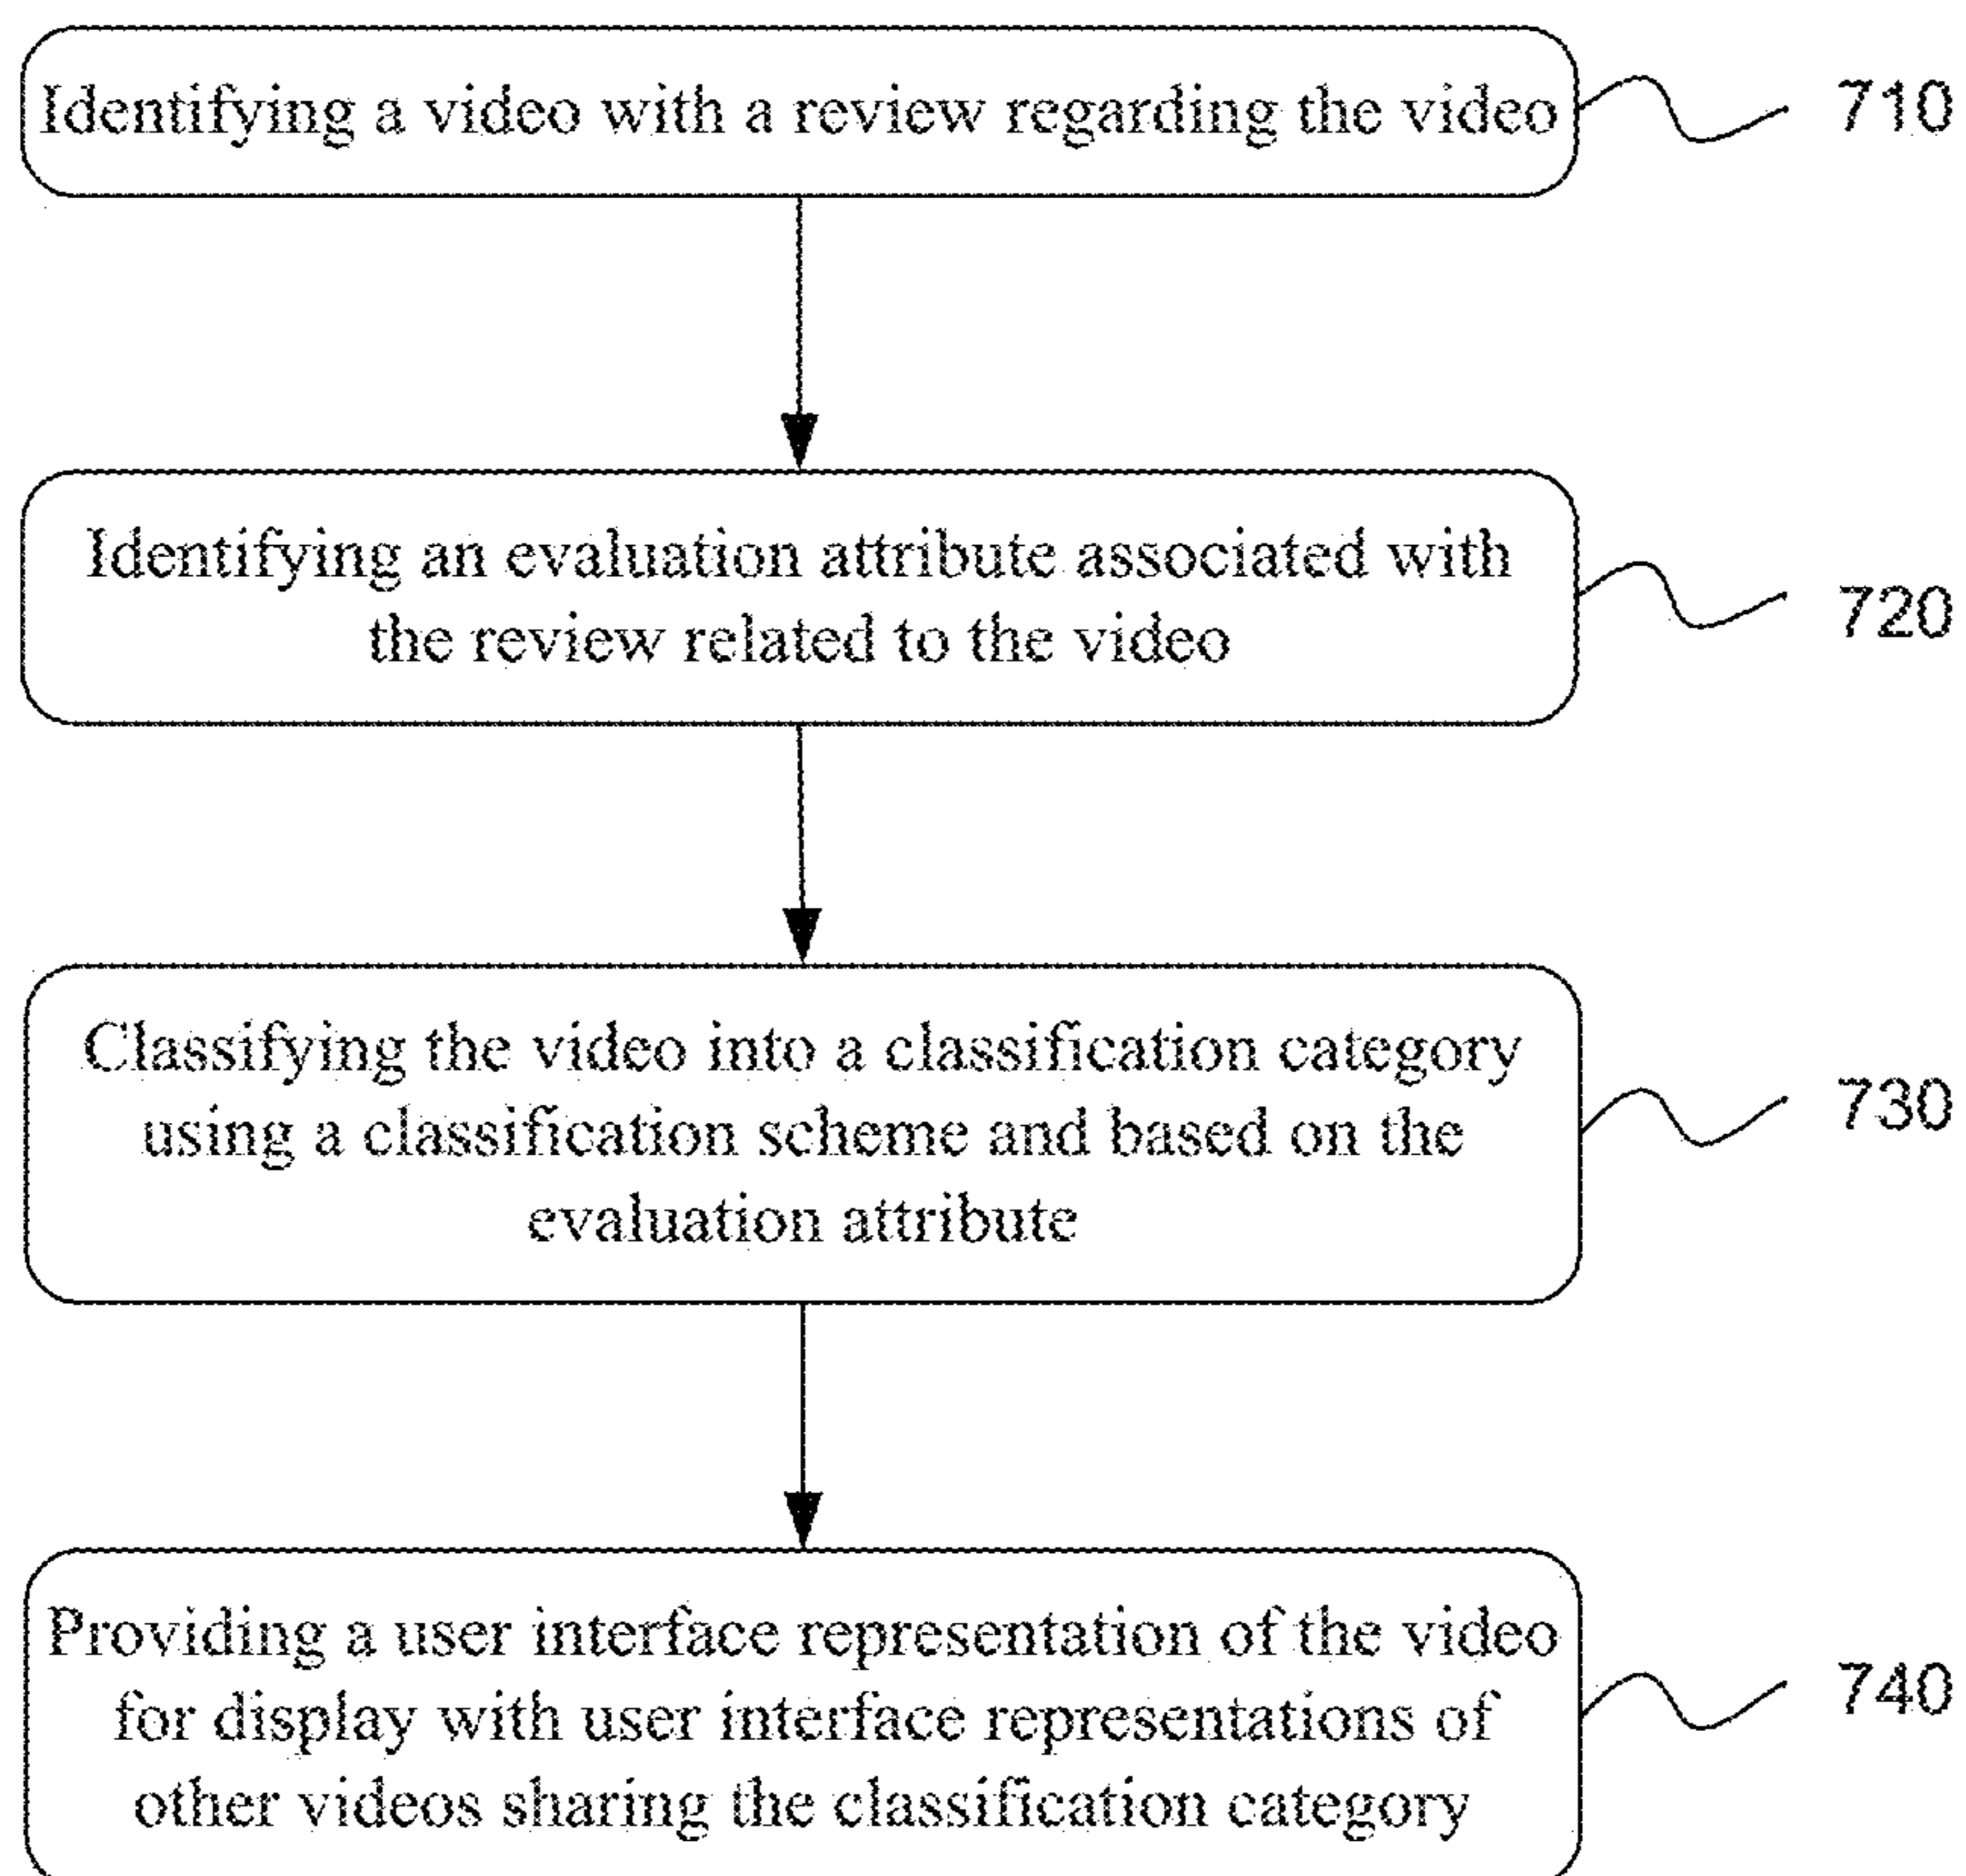 Identifying a video with a review regarding the video
710
Identifying an evaluation attribute associated with
the review related to the video
720
Classifying the video into a classification category
using a classification scheme and based on the
evaluation attribute
730
Providing a user interface representation of the video
for display with user interface representations of
other videos sharing the classification category
740